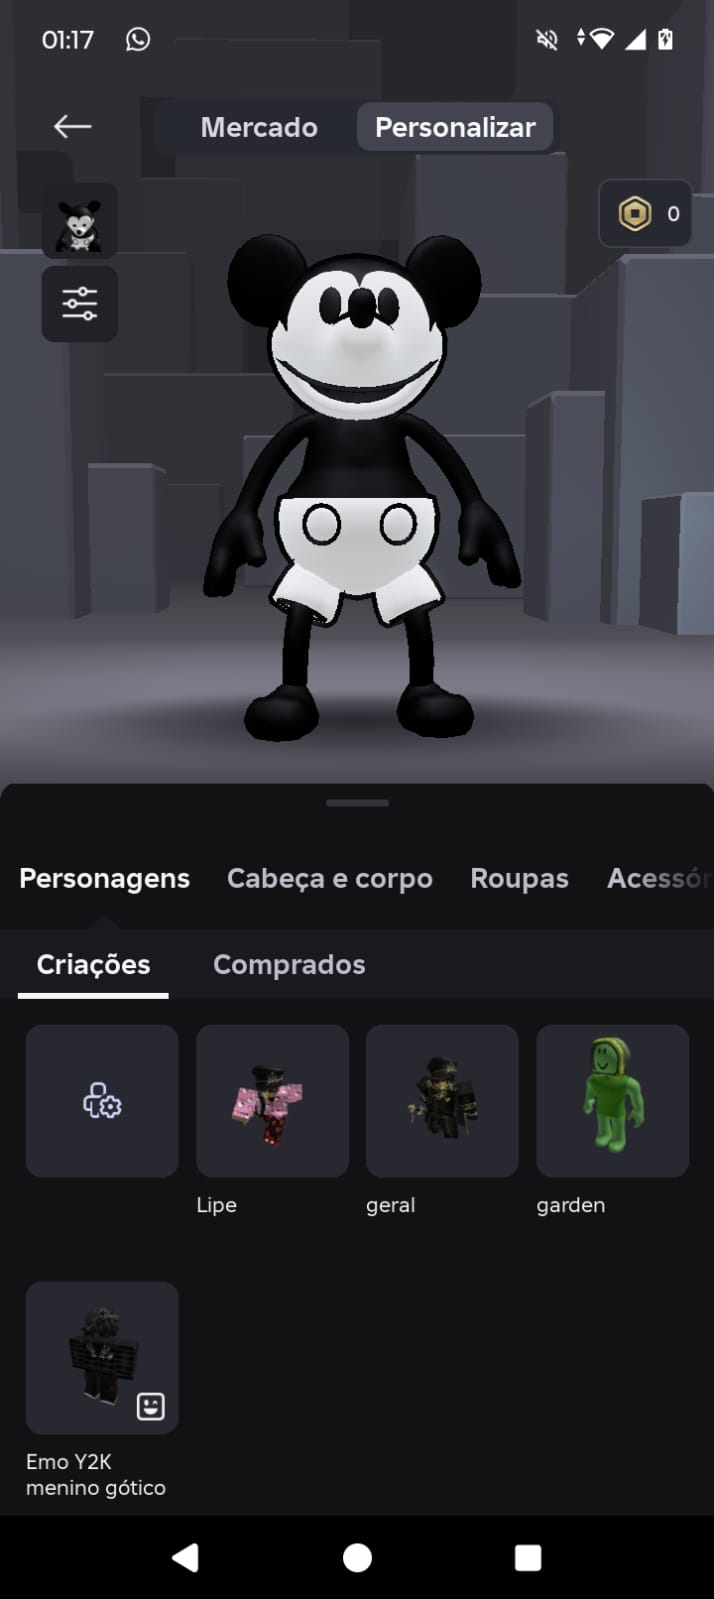 01:17
Mercado
Personalizar
0
Personagens
Cabeça e corpo
Roupas
Acessór
Criações
Comprados
Lipe
geral
garden
Emo Y2K
menino gótico